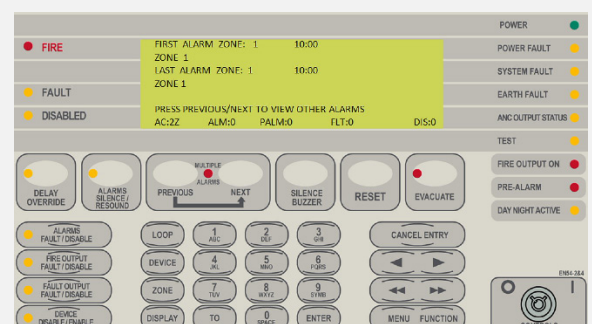 POWER
FIRE
FIRST ALARM ZONE: 1 10:00
ZONE 1
LAST ALARM ZONE: 1 10:00
ZONE 1
PRESS PREVIOUS/NEXT TO VIEW OTHER ALARMS
AC:2Z ALM:0 PALM:0 FLT:0 DIS:0
POWER FAULT
SYSTEM FAULT
FAULT
EARTH FAULT
DISABLED
ANC OUTPUT STATUS
TEST
FIRE OUTPUT ON
PRE-ALARM
DAY NIGHT ACTIVE
DELAY
OVERRIDE
ALARMS
SILENCE/
RESOUND
MULTIPLE
ALARMS
PREVIOUS NEXT
SILENCE
BUZZER
RESET
EVACUATE
ALARMS
FAULT/DISABLE
LOOP
1
ABC
2
DEF
3
GHI
CANCEL ENTRY
FIRE OUTPUT
FAULT/DISABLE
DEVICE
4
JKL
5
MNO
6
PQRS
FAULT OUTPUT
FAULT/DISABLE
ZONE
7
TUV
8
WXYZ
9
SYMB
EN54-2&4
DEVICE
DISABLE/ENABLE
DISPLAY
TO
0
SPACE
ENTER
MENU FUNCTION
O I